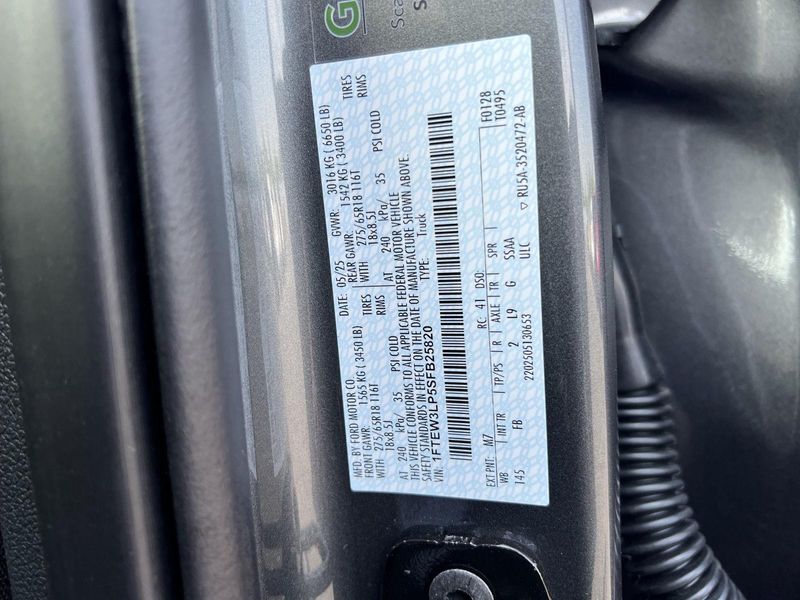 G
Sca
S
MFD. BY FORD MOTOR CO.
DATE: 05/25 GVWR: 3016 KG ( 6650 LB)
FRONT GAWR: 1565 KG ( 3450 LB) REAR GAWR: 1542 KG ( 3400 LB)
WITH 275/65R18 116T TIRES WITH 275/65R18 116T TIRES
18x8.5J RIMS 18x8.5J RIMS
AT 240 kPa/ 35 PSI COLD AT 240 kPa/ 35 PSI COLD
THIS VEHICLE CONFORMS TO ALL APPLICABLE FEDERAL MOTOR VEHICLE
SAFETY STANDARDS IN EFFECT ON THE DATE OF MANUFACTURE SHOWN ABOVE.
VIN: 1FTEW3LP5SFB25820 TYPE: Truck
F0128
T0495
EXT PNT: M7 RC: 41 DSO:
WB INT TR TP/PS R AXLE TR SPR
145 FB 2 L9 G SSAA
2202505130653 ULC
▽ RU5A-3520472-AB